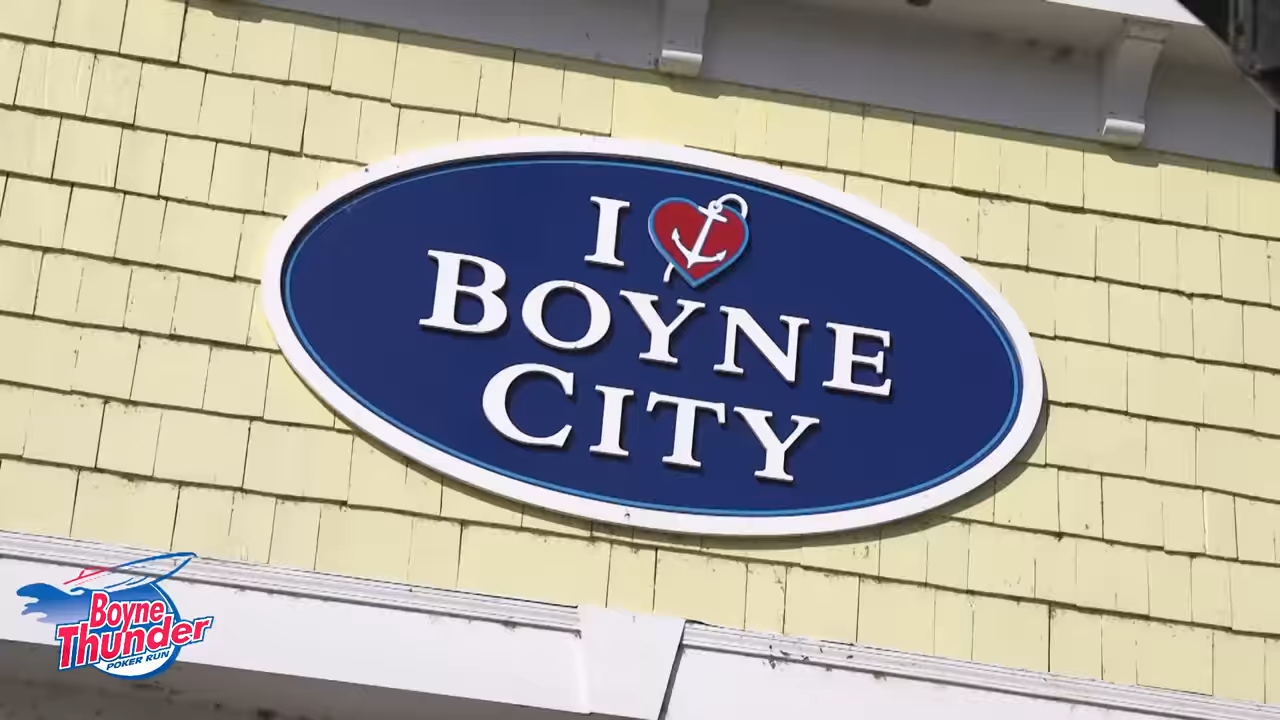 I
BOYNE
CITY
Boyne
Thunder
POKER RUN